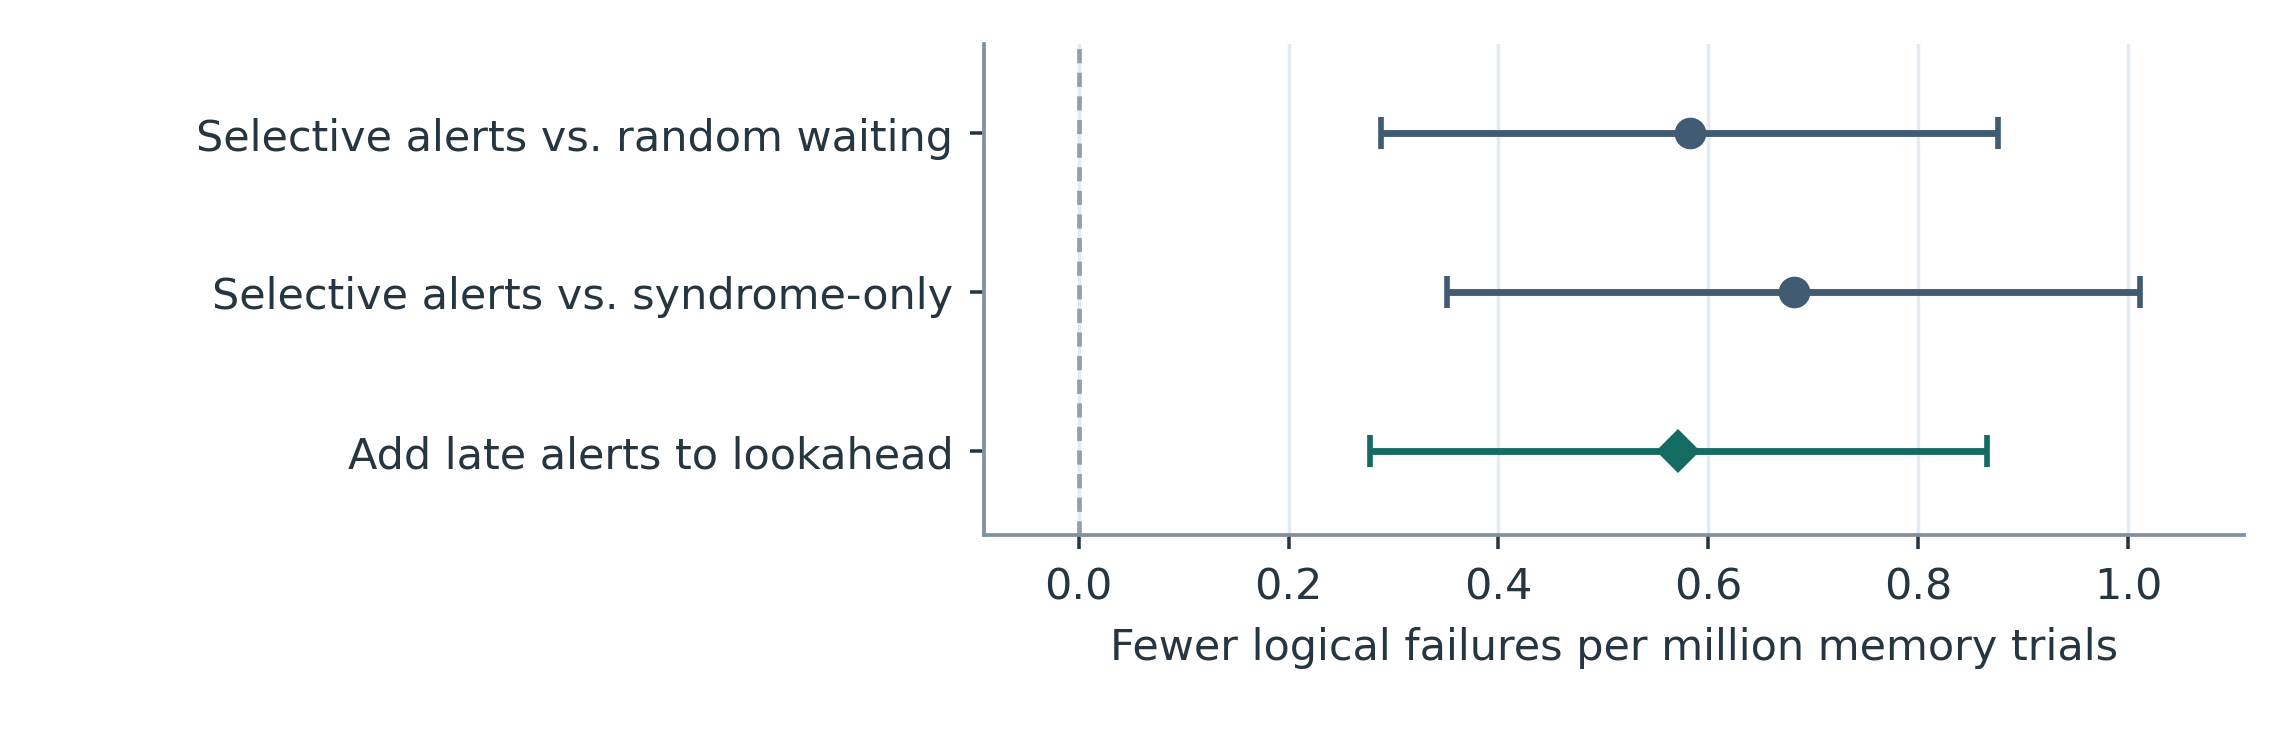 Selective alerts vs. random waiting
Selective alerts vs. syndrome-only
Add late alerts to lookahead
0.0 0.2 0.4 0.6 0.8 1.0
Fewer logical failures per million memory trials